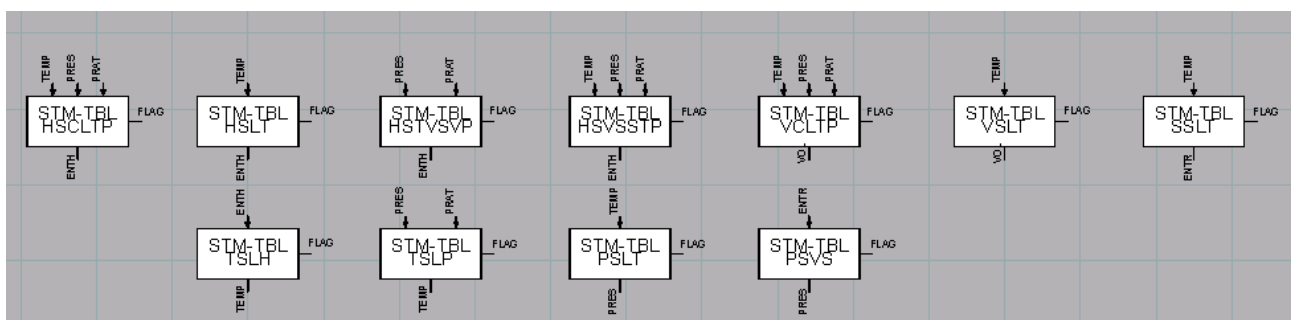 TEMP PRES PRAT
STM-TBL
HSCLTP
FLAG
ENTH
TEMP
STM-TBL
HSLT
FLAG
ENTH
PRES PRAT
STM-TBL
HSTVSVP
FLAG
ENTH
TEMP PRES PRAT
STM-TBL
HSVSSTP
FLAG
ENTH
TEMP PRES PRAT
STM-TBL
VCLTP
FLAG
VO
TEMP
STM-TBL
VSLT
FLAG
VO
TEMP
STM-TBL
SSLT
FLAG
ENTR
ENTH
STM-TBL
TSLH
FLAG
TEMP
PRES PRAT
STM-TBL
TSLP
FLAG
TEMP
TEMP
STM-TBL
PSLT
FLAG
PRES
ENTR
STM-TBL
PSVS
FLAG
PRES